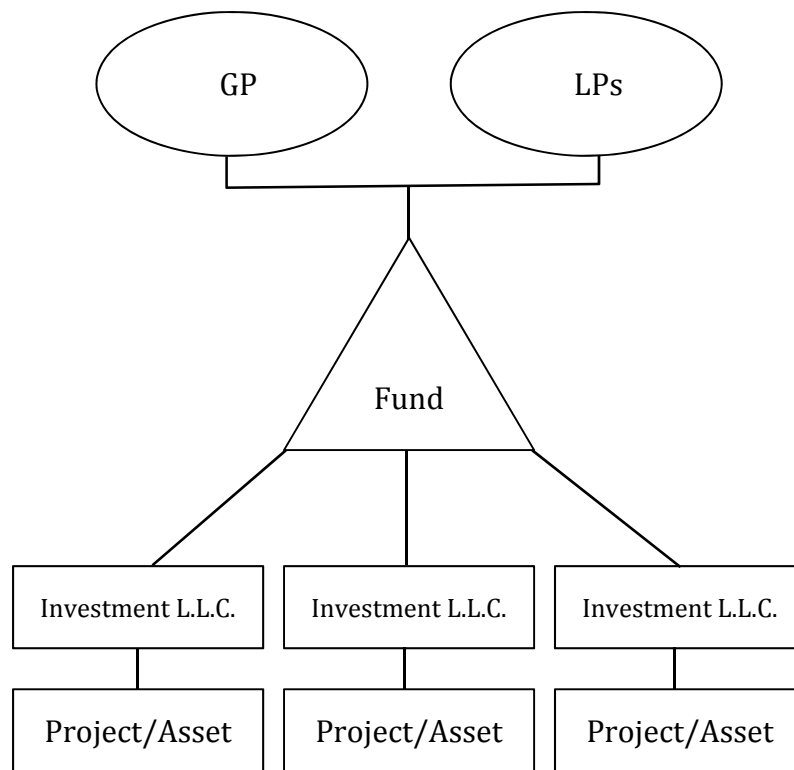 GP
LPs
Fund
Investment L.L.C.
Investment L.L.C.
Investment L.L.C.
Project/Asset
Project/Asset
Project/Asset